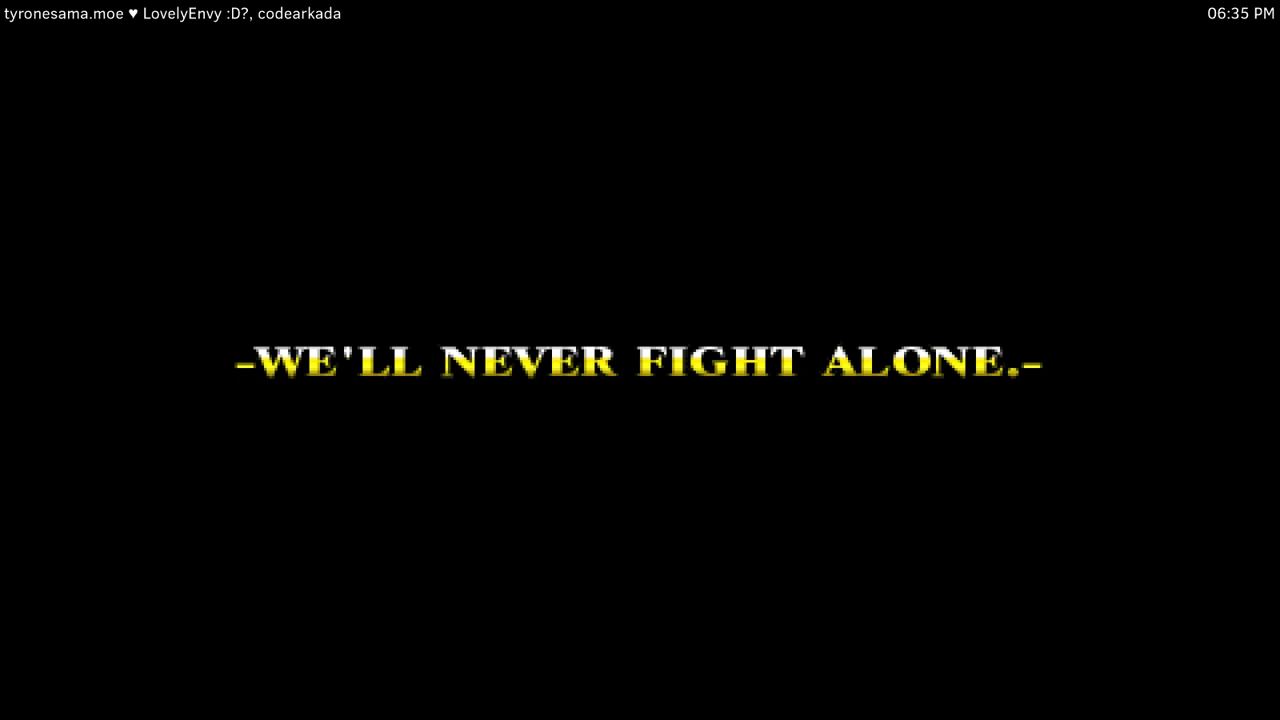 tyronesama.moe ♥ LovelyEnvy :D?, codearkada
06:35 PM
-WE'LL NEVER FIGHT ALONE.-